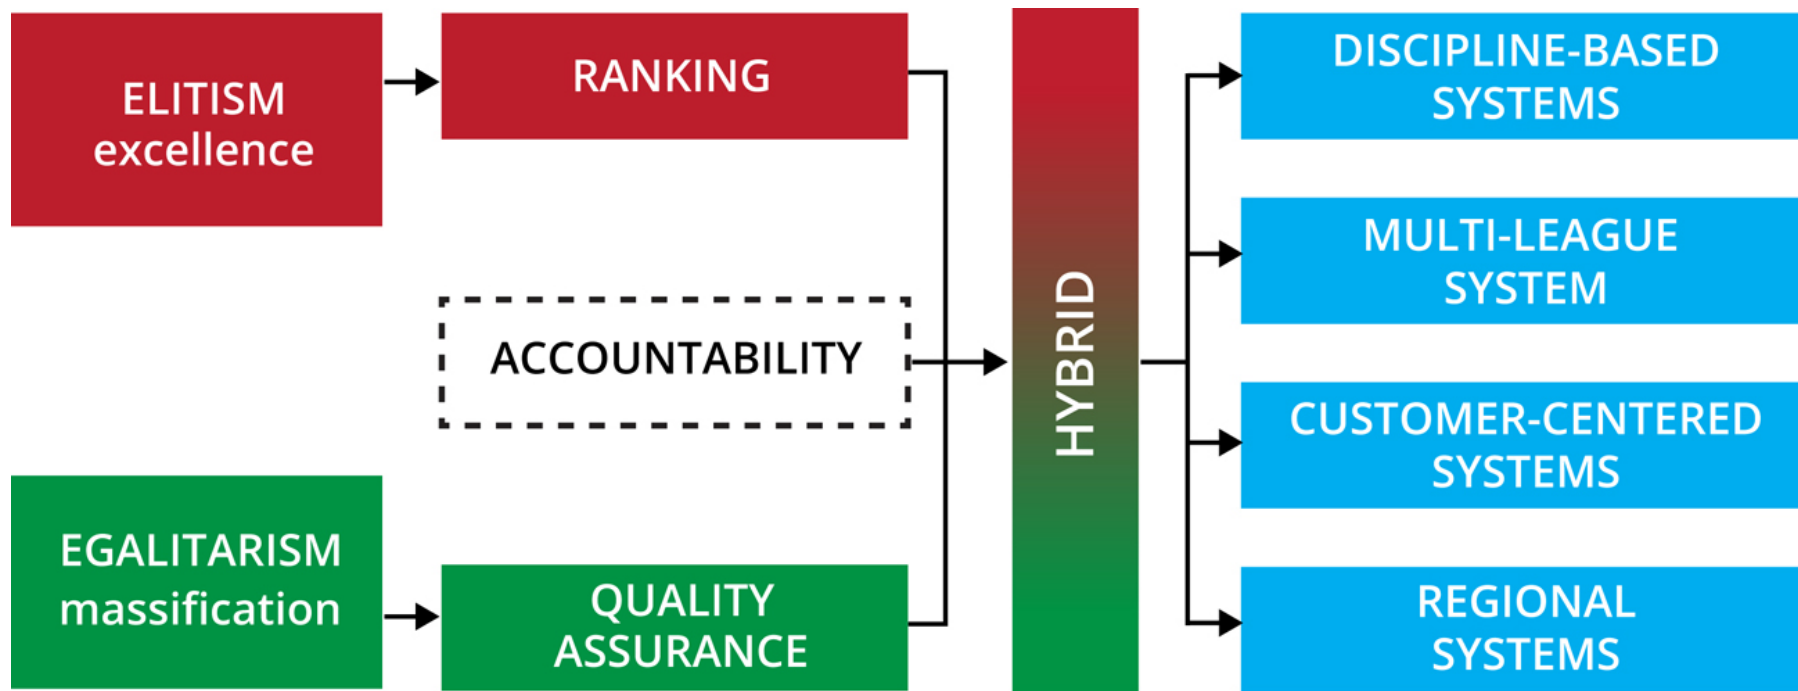 ELITISM
excellence
RANKING
ACCOUNTABILITY
EGALITARISM
massification
QUALITY
ASSURANCE
HYBRID
DISCIPLINE-BASED
SYSTEMS
MULTI-LEAGUE
SYSTEM
CUSTOMER-CENTERED
SYSTEMS
REGIONAL
SYSTEMS